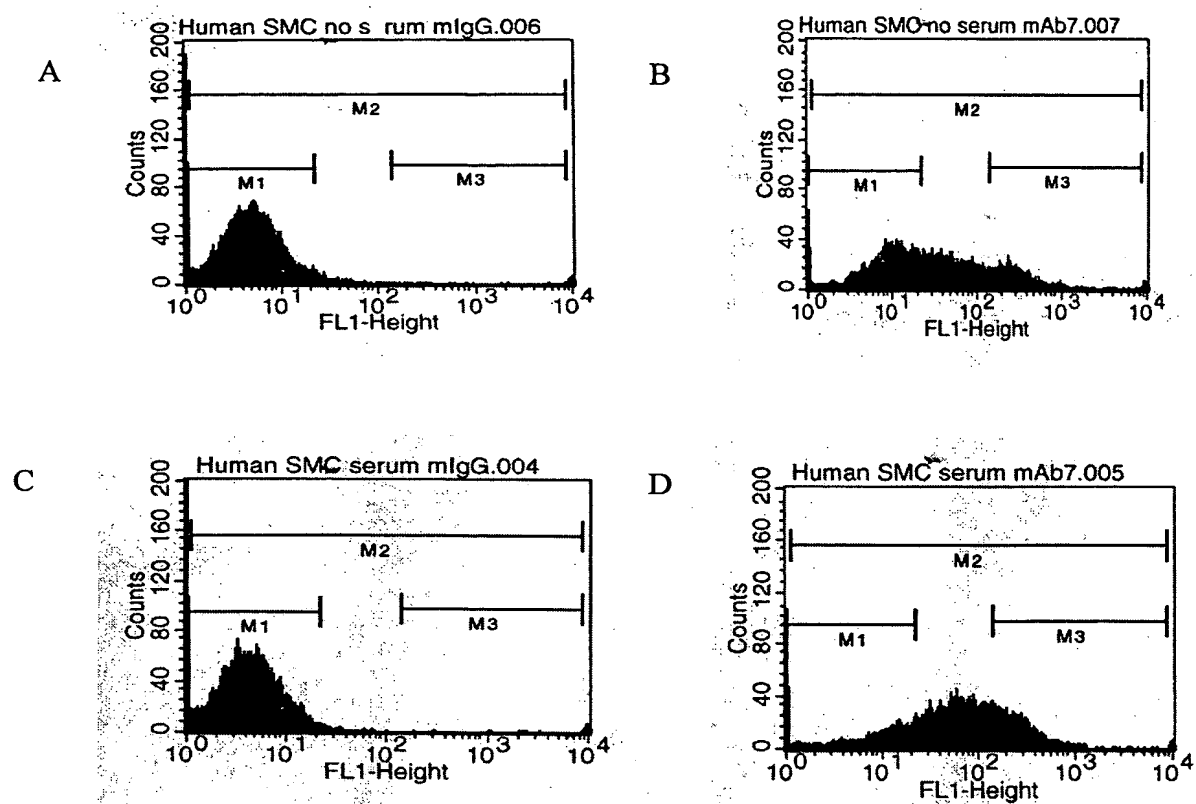 A
Human SMC no s rum mIgG.006
200
160
120
80
40
0
Counts
M2
M1
M3
10^0 10^1 10^2 10^3 10^4
FL1-Height
B
Human SMC no serum mAb7.007
200
160
120
80
40
0
Counts
M2
M1
M3
10^0 10^1 10^2 10^3 10^4
FL1-Height
C
Human SMC serum mIgG.004
200
160
120
80
40
0
Counts
M2
M1
M3
10^0 10^1 10^2 10^3 10^4
FL1-Height
D
Human SMC serum mAb7.005
200
160
120
80
40
0
Counts
M2
M1
M3
10^0 10^1 10^2 10^3 10^4
FL1-Height